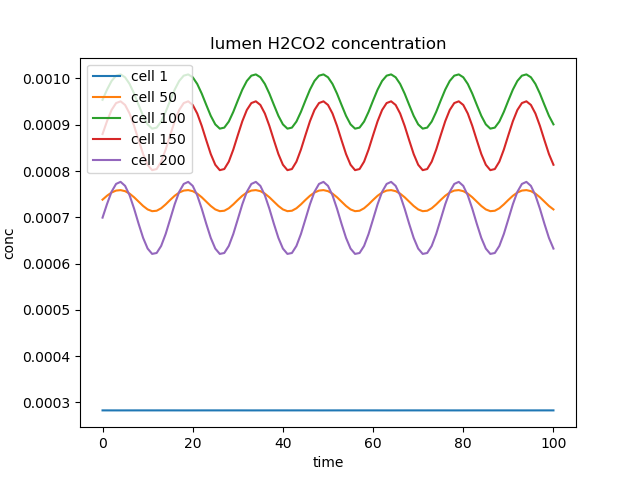 lumen H2CO2 concentration
cell 1
cell 50
cell 100
cell 150
cell 200
0.0010
0.0009
0.0008
0.0007
0.0006
0.0005
0.0004
0.0003
conc
0 20 40 60 80 100
time